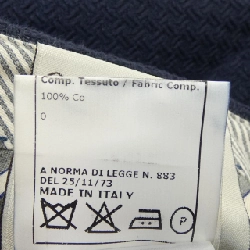 Comp. Tessuto / Fabric Comp.
100% Co
0
A NORMA DI LEGGE N. 883
DEL 25/11/73
MADE IN ITALY
P